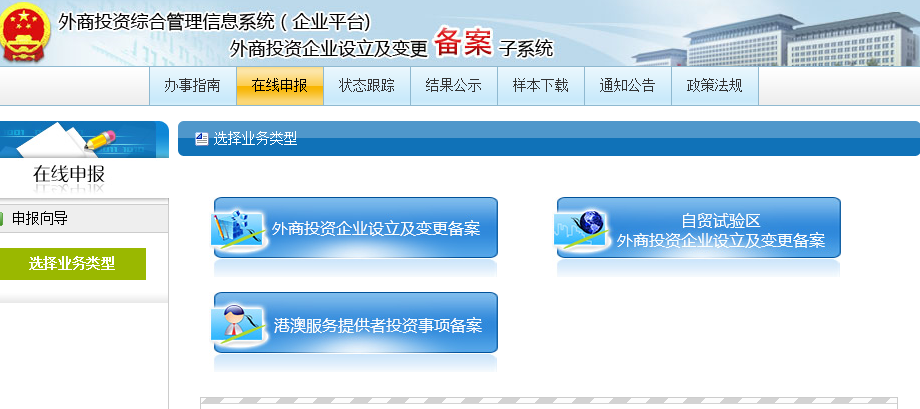 外商投资综合管理信息系统（企业平台)
外商投资企业设立及变更 备案 子系统
办事指南 在线申报 状态跟踪 结果公示 样本下载 通知公告 政策法规
选择业务类型
在线申报
申报向导
选择业务类型
外商投资企业设立及变更备案
自贸试验区
外商投资企业设立及变更备案
港澳服务提供者投资事项备案